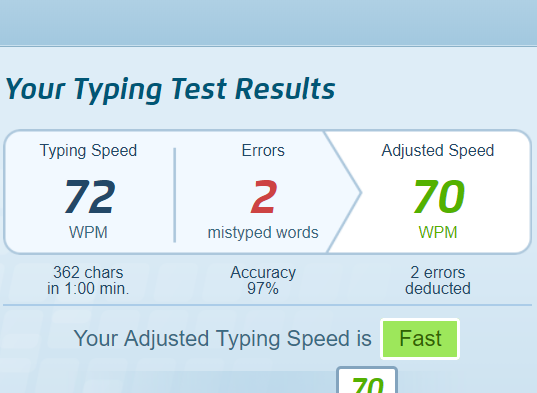 Your Typing Test Results
Typing Speed
72
WPM
362 chars
in 1:00 min.
Errors
2
mistyped words
Accuracy
97%
Adjusted Speed
70
WPM
2 errors
deducted
Your Adjusted Typing Speed is Fast
70